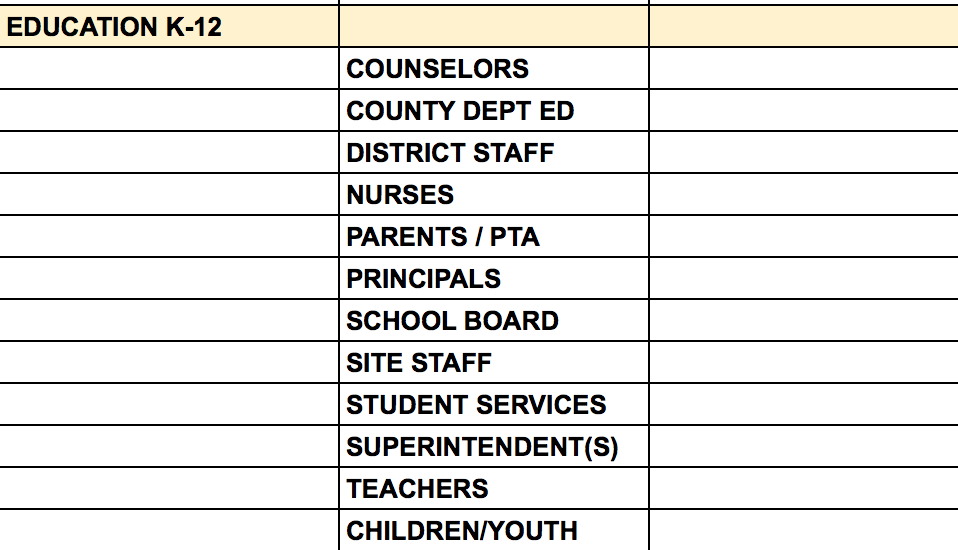 EDUCATION K-12
COUNSELORS
COUNTY DEPT ED
DISTRICT STAFF
NURSES
PARENTS / PTA
PRINCIPALS
SCHOOL BOARD
SITE STAFF
STUDENT SERVICES
SUPERINTENDENT(S)
TEACHERS
CHILDREN/YOUTH